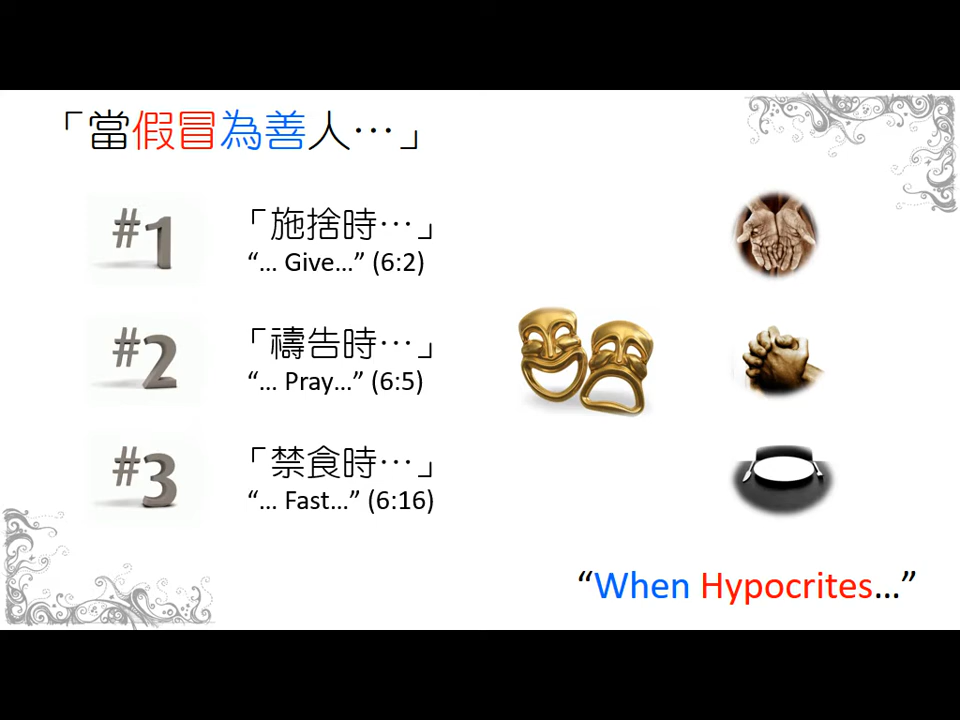 「當假冒為善人…」
#1
「施捨時…」
“… Give…” (6:2)
#2
「禱告時…」
“… Pray…” (6:5)
#3
「禁食時…」
“… Fast…” (6:16)
“When Hypocrites…”